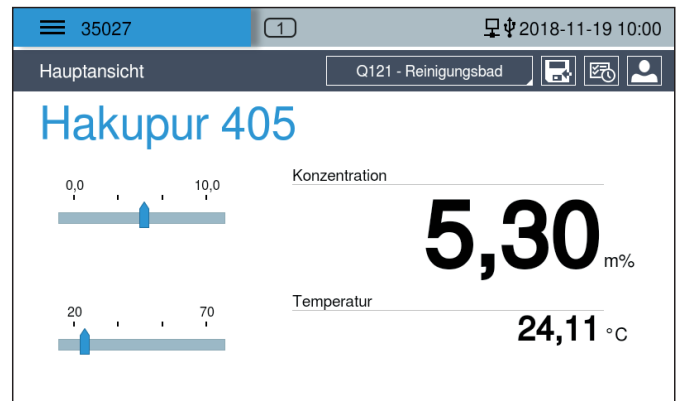 35027 1 2018-11-19 10:00
Hauptansicht Q121 - Reinigungsbad
Hakupur 405
0,0 10,0
Konzentration
5,30 m%
20 70
Temperatur
24,11 °C